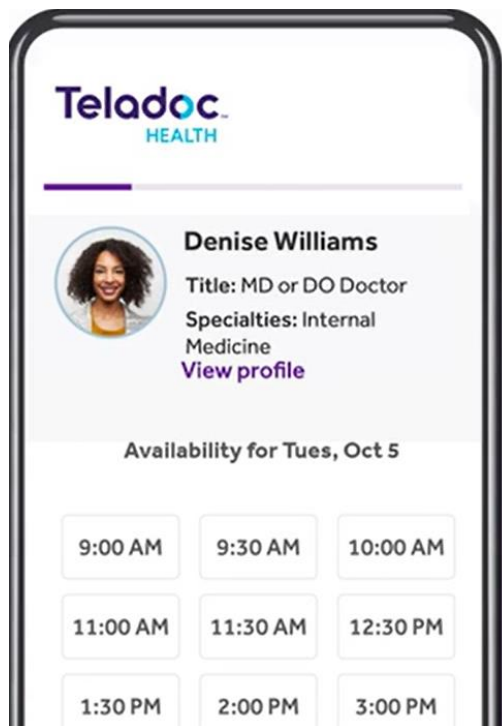 Teladoc™
HEALTH
Denise Williams
Title: MD or DO Doctor
Specialties: Internal
Medicine
View profile
Availability for Tues, Oct 5
9:00 AM 9:30 AM 10:00 AM
11:00 AM 11:30 AM 12:30 PM
1:30 PM 2:00 PM 3:00 PM